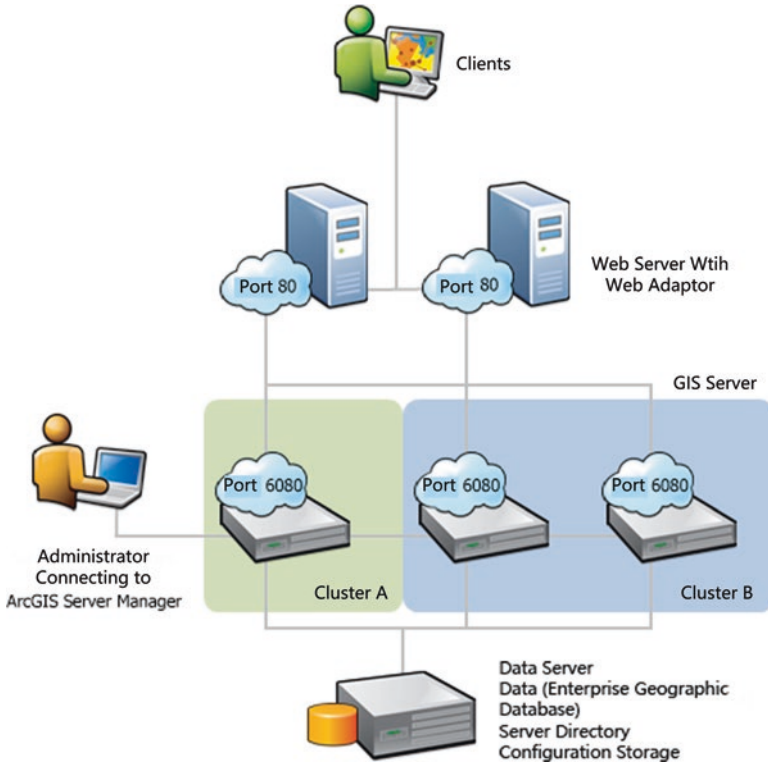 Clients
Port 80
Port 80
Web Server Wtih
Web Adaptor
GIS Server
Port 6080
Port 6080
Port 6080
Administrator
Connecting to
ArcGIS Server Manager
Cluster A
Cluster B
Data Server
Data (Enterprise Geographic
Database)
Server Directory
Configuration Storage